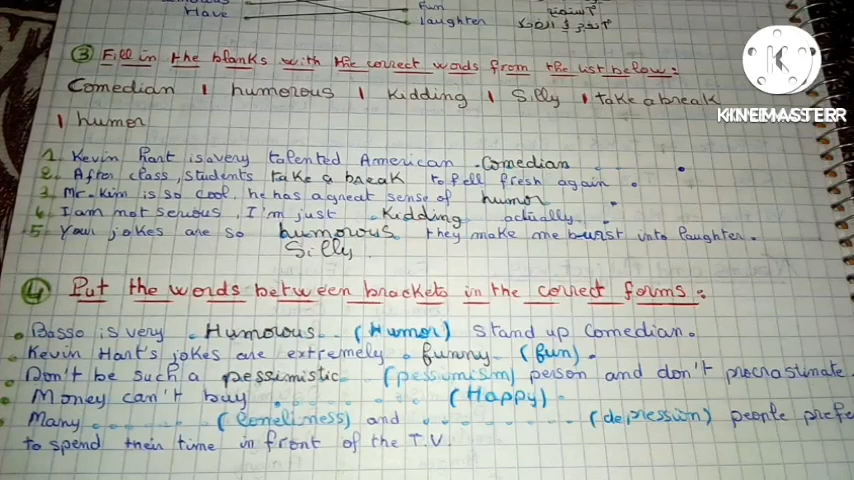 Have
Fun
laughter
③ Fill in the blanks with the correct words from the list below:
Comedian | humorous | kidding | Silly | take a break
| humor
1. Kevin Hart is a very talented American Comedian.
2. After class, students take a break to fell fresh again.
3. Mr. Kim is so cool, he has a great sense of humor.
4. I am not serious, I'm just Kidding actually.
5. Your jokes are so humorous they make me burst into laughter.
Silly.
④ Put the words between brackets in the correct forms:
Basso is very Humorous (Humor) stand up comedian.
Kevin Hart's jokes are extremely funny (fun).
Don't be such a pessimistic (pessimism) person and don't procrastinate.
Money can't buy ........ (Happy).
Many ........ (loneliness) and ........ (depression) people prefe
to spend their time in front of the T.V.
K
KINEMASTER